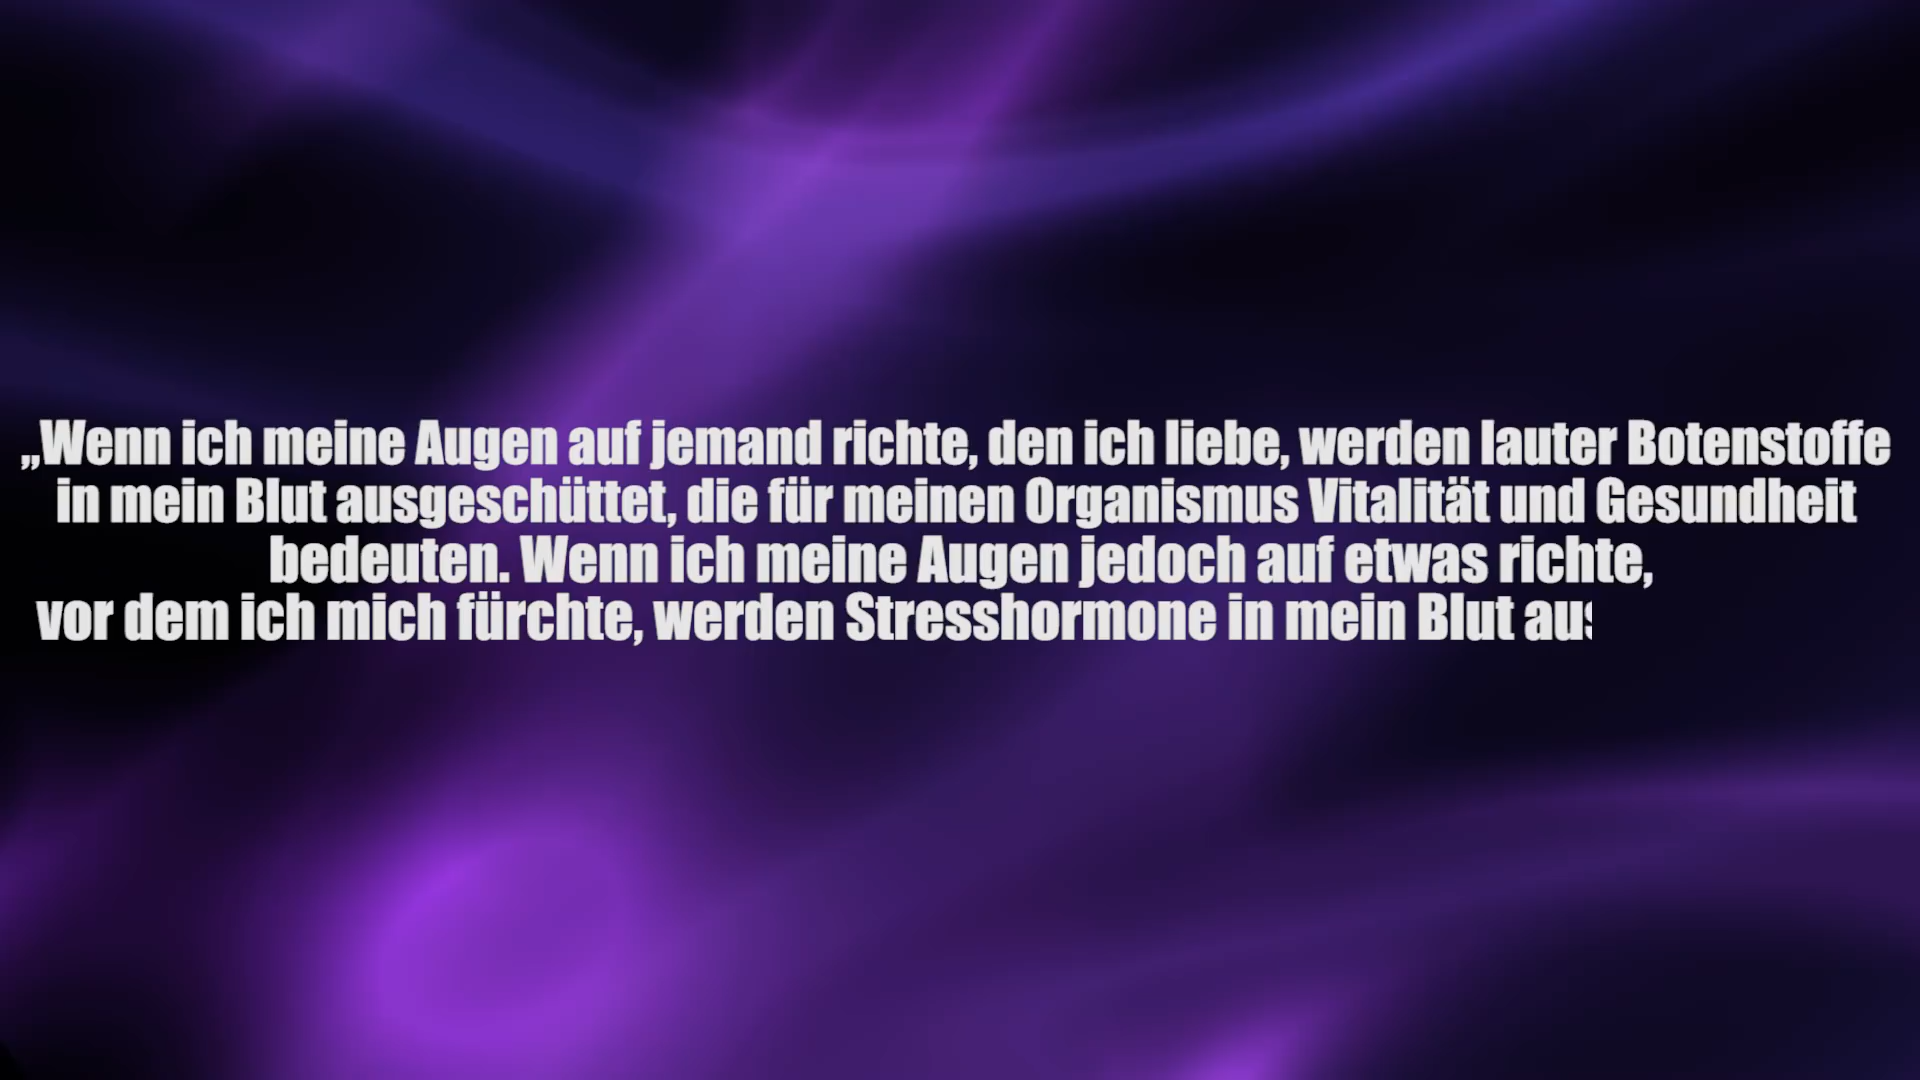 „Wenn ich meine Augen auf jemand richte, den ich liebe, werden lauter Botenstoffe
in mein Blut ausgeschüttet, die für meinen Organismus Vitalität und Gesundheit
bedeuten. Wenn ich meine Augen jedoch auf etwas richte,
vor dem ich mich fürchte, werden Stresshormone in mein Blut